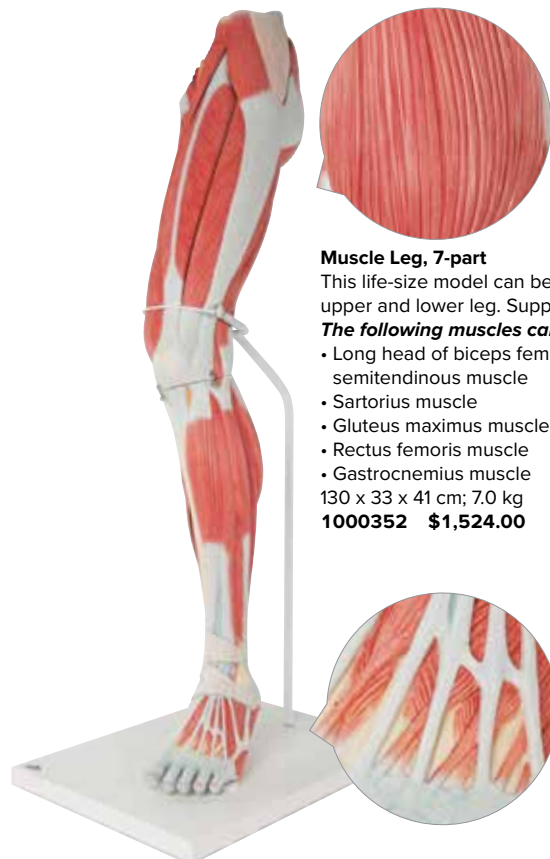 Muscle Leg, 7-part
This life-size model can be
upper and lower leg. Supp
The following muscles ca
• Long head of biceps fem
semitendinous muscle
• Sartorius muscle
• Gluteus maximus muscle
• Rectus femoris muscle
• Gastrocnemius muscle
130 x 33 x 41 cm; 7.0 kg
1000352 $1,524.00